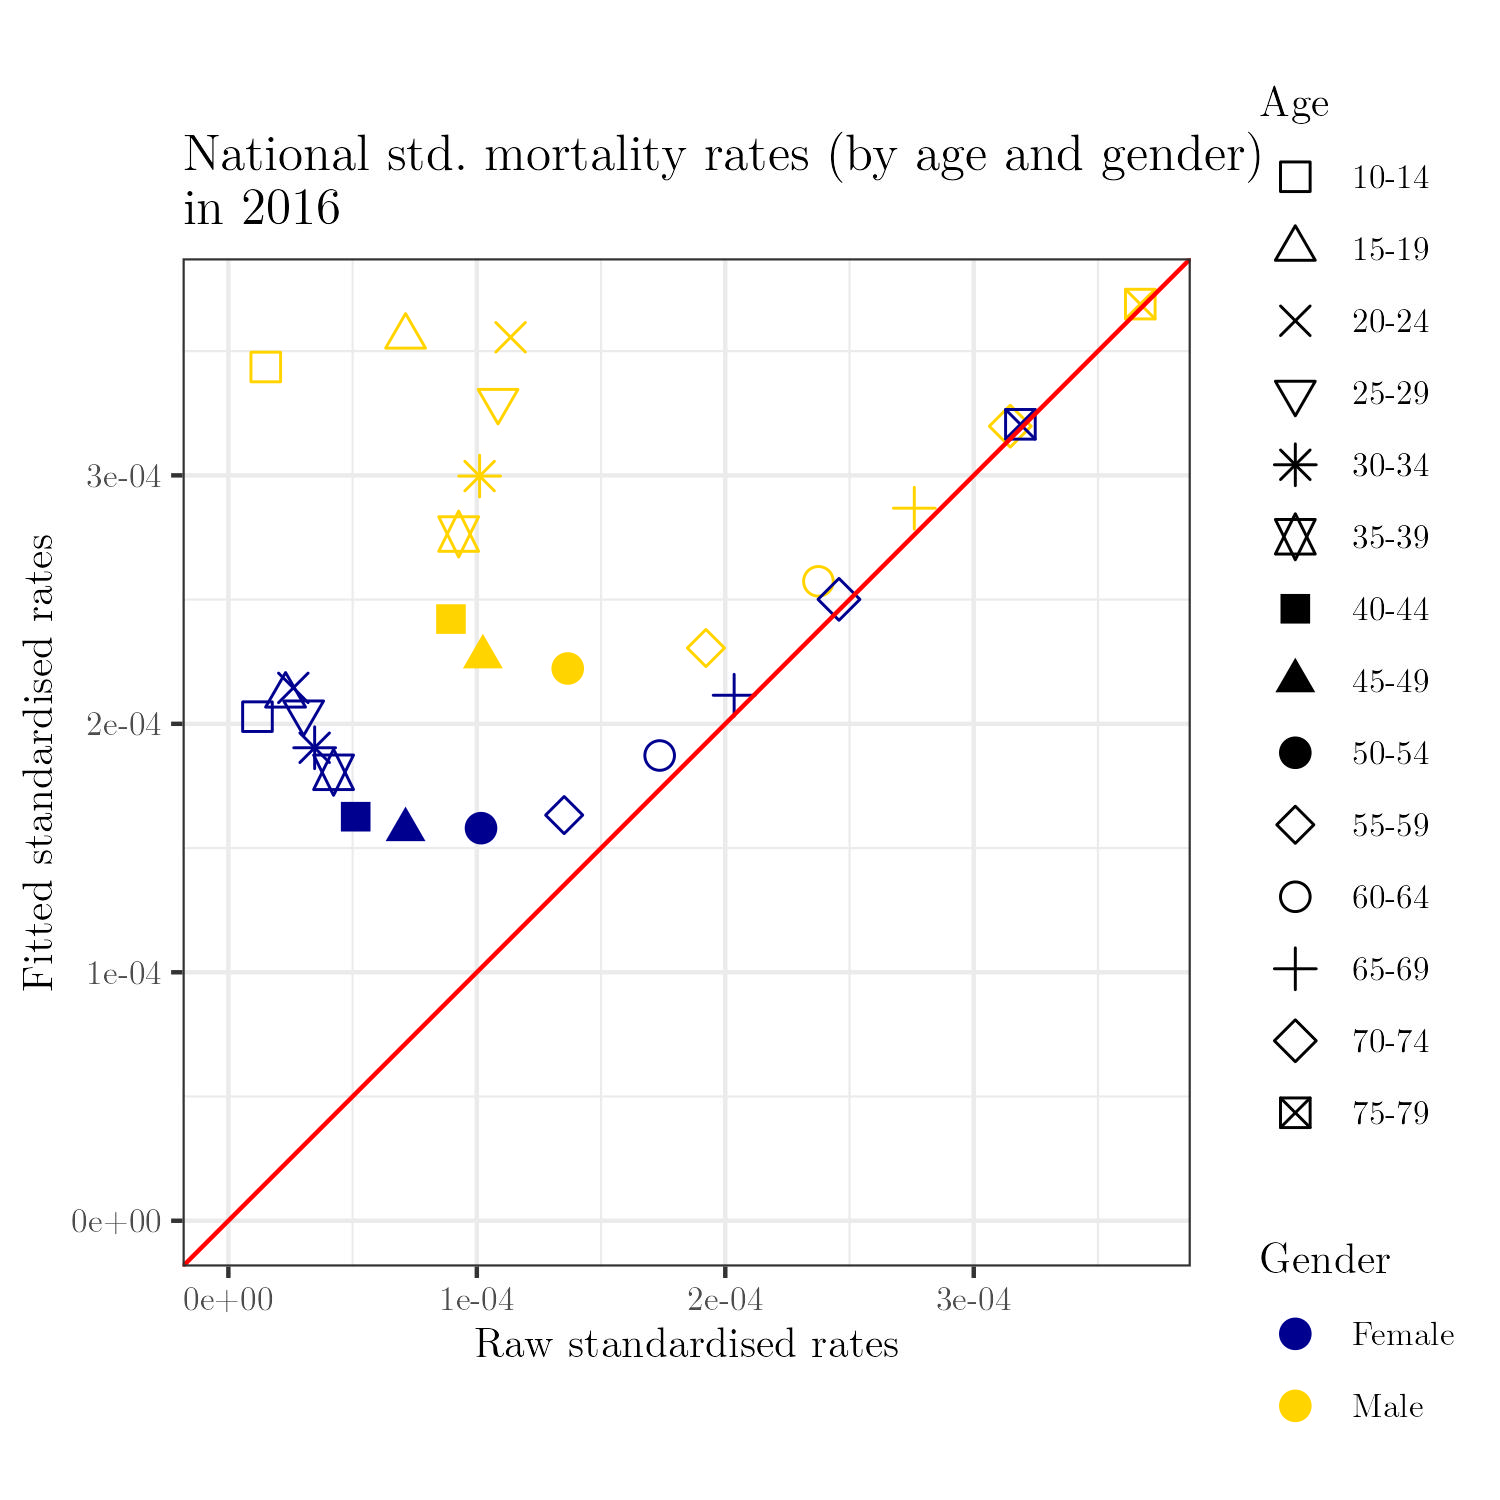 National std. mortality rates (by age and gender)
in 2016
Fitted standardised rates
3e-04
2e-04
1e-04
0e+00
0e+00
1e-04
2e-04
3e-04
Raw standardised rates
Age
10-14
15-19
20-24
25-29
30-34
35-39
40-44
45-49
50-54
55-59
60-64
65-69
70-74
75-79
Gender
Female
Male